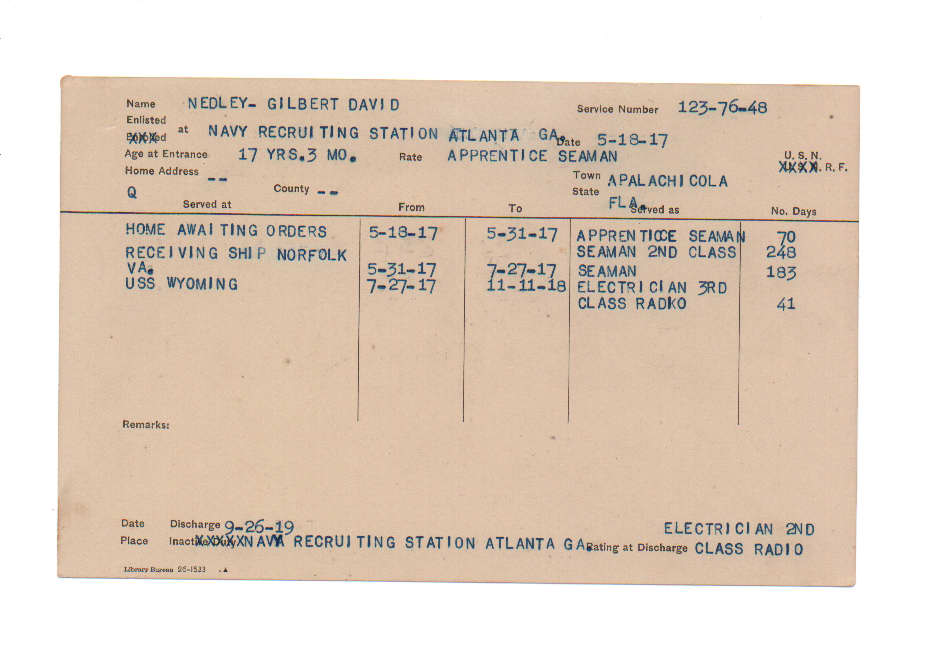 Name NEDLEY- GILBERT DAVID Service Number 123-76-48
Enlisted
at NAVY RECRUITING STATION ATLANTA GA. Date 5-18-17
Age at Entrance 17 YRS.3 MO. Rate APPRENTICE SEAMAN U. S. N.
XXXX. R. F.
Home Address -- County -- Town APALACHICOLA
Q State FLA.
Served at From To Served as No. Days
HOME AWAITING ORDERS 5-18-17 5-31-17 APPRENTICE SEAMAN 70
RECEIVING SHIP NORFOLK SEAMAN 2ND CLASS 248
VA. 5-31-17 7-27-17 SEAMAN 183
USS WYOMING 7-27-17 11-11-18 ELECTRICIAN 3RD
CLASS RADIO 41
Remarks:
Date Discharge 9-26-19 ELECTRICIAN 2ND
Place Inactive Duty NAVY RECRUITING STATION ATLANTA GA. Rating at Discharge CLASS RADIO
Library Bureau 26-1533